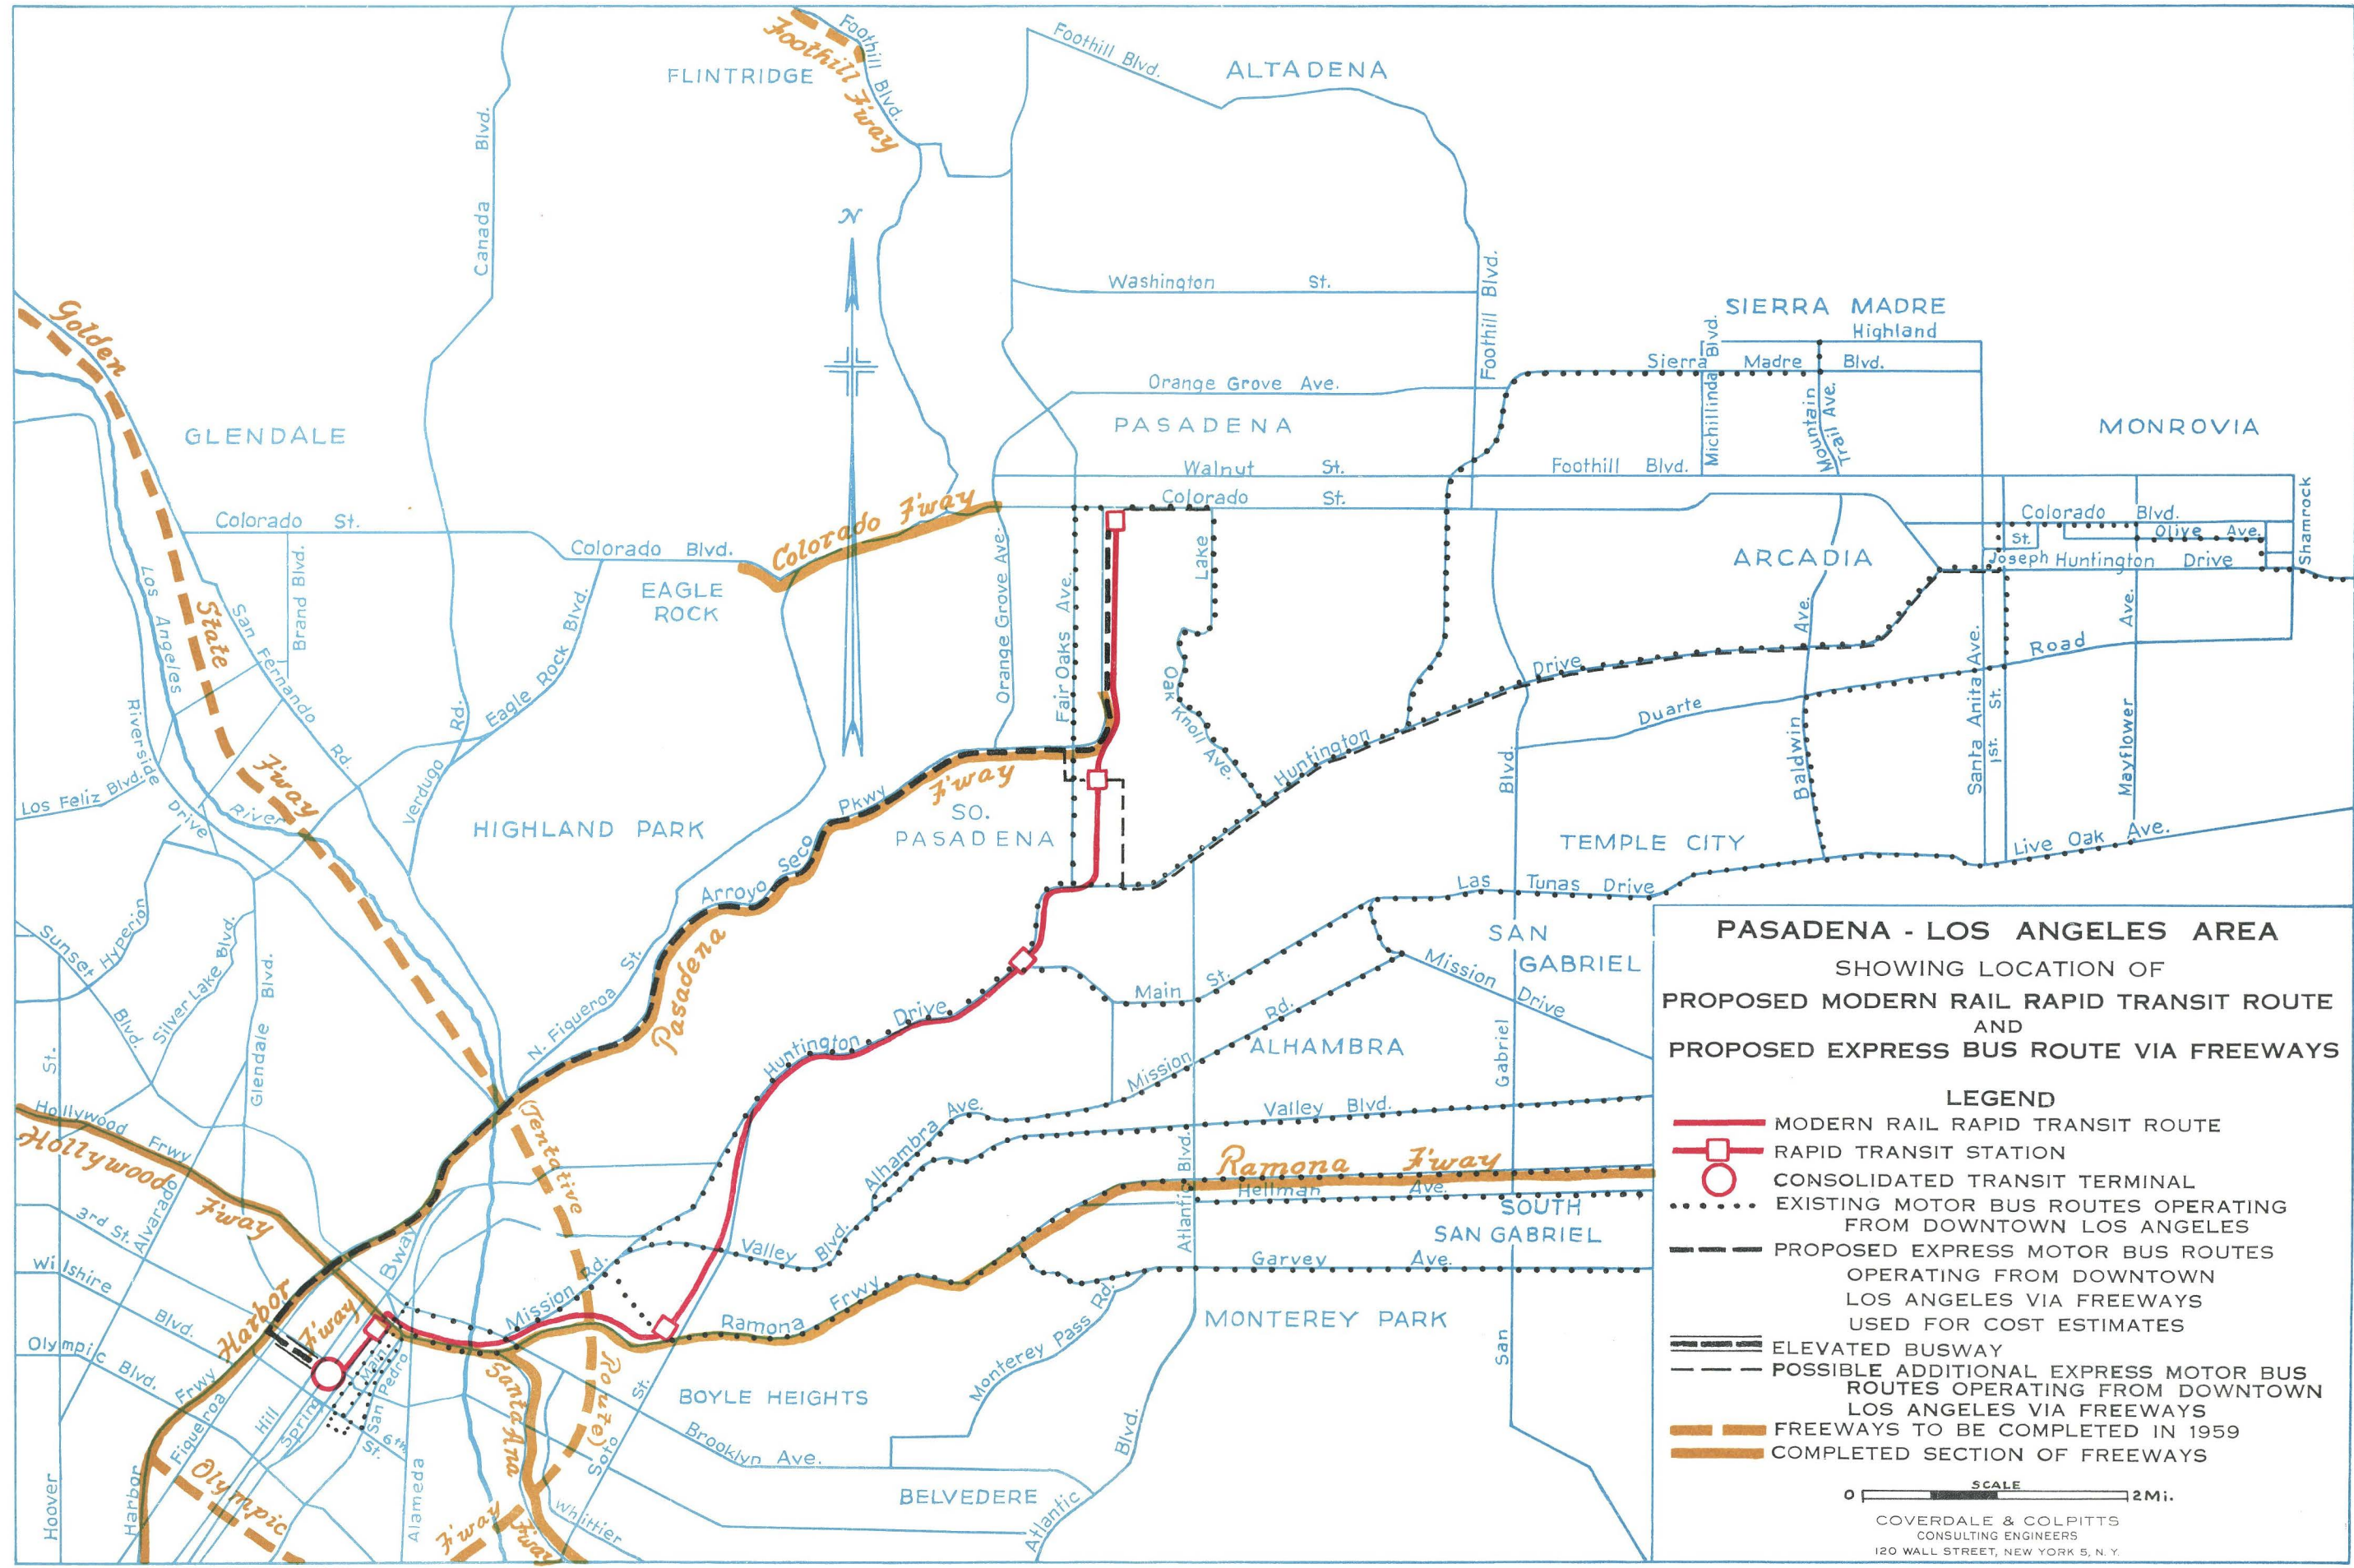 Foothill Blvd.
Foothill F'way
FLINTRIDGE
Foothill Blvd.
ALTADENA
Canada Blvd.
N
Washington St.
Foothill Blvd.
SIERRA MADRE
Highland
Sierra Madre Blvd.
Michillinda Blvd.
Mountain Trail Ave.
Orange Grove Ave.
PASADENA
MONROVIA
Golden State F'way
GLENDALE
Walnut St.
Foothill Blvd.
Colorado St.
Colorado St.
Colorado Blvd.
Colorado F'way
Colorado Blvd.
St. Joseph
Olive Ave.
Huntington Drive
Shamrock
ARCADIA
EAGLE
ROCK
Brand Blvd.
Los Angeles River
San Fernando Rd.
Eagle Rock Blvd.
Verdugo Rd.
Riverside Drive
Los Feliz Blvd.
Orange Grove Ave.
Fair Oaks Ave.
Lake
Oak Knoll Ave.
Huntington Drive
Duarte Road
Baldwin Ave.
Santa Anita Ave.
1st. St.
Mayflower Ave.
HIGHLAND PARK
Arroyo Seco Pkwy
Pasadena F'way
SO.
PASADENA
TEMPLE CITY
Live Oak Ave.
Las Tunas Drive
Sunset Blvd.
Hyperion
Silver Lake Blvd.
Glendale Blvd.
N. Figueroa St.
Huntington Drive
Main St.
SAN
GABRIEL
Mission Drive
Mission Rd.
ALHAMBRA
San Gabriel Blvd.
Alhambra Ave.
Valley Blvd.
Valley Blvd.
Atlantic Blvd.
Ramona F'way
Hellman Ave.
SOUTH
SAN GABRIEL
Garvey Ave.
Hollywood Frwy
Hollywood F'way
(Tentative Route)
3rd St.
Alvarado
Wilshire Blvd.
Olympic Blvd.
Bway
Mission Rd.
Ramona Frwy
Monterey Pass Rd.
MONTEREY PARK
Harbor F'way
Harbor Frwy
Figueroa
Hill
Spring
Main
San Pedro
6th St.
Alameda
Hoover St.
Olympic F'way
Santa Ana F'way
Soto St.
BOYLE HEIGHTS
Brooklyn Ave.
BELVEDERE
Whittier
Atlantic Blvd.
PASADENA - LOS ANGELES AREA
SHOWING LOCATION OF
PROPOSED MODERN RAIL RAPID TRANSIT ROUTE
AND
PROPOSED EXPRESS BUS ROUTE VIA FREEWAYS
LEGEND
MODERN RAIL RAPID TRANSIT ROUTE
RAPID TRANSIT STATION
CONSOLIDATED TRANSIT TERMINAL
EXISTING MOTOR BUS ROUTES OPERATING
FROM DOWNTOWN LOS ANGELES
PROPOSED EXPRESS MOTOR BUS ROUTES
OPERATING FROM DOWNTOWN
LOS ANGELES VIA FREEWAYS
USED FOR COST ESTIMATES
ELEVATED BUSWAY
POSSIBLE ADDITIONAL EXPRESS MOTOR BUS
ROUTES OPERATING FROM DOWNTOWN
LOS ANGELES VIA FREEWAYS
FREEWAYS TO BE COMPLETED IN 1959
COMPLETED SECTION OF FREEWAYS
SCALE
0 2Mi.
COVERDALE & COLPITTS
CONSULTING ENGINEERS
120 WALL STREET, NEW YORK 5, N.Y.